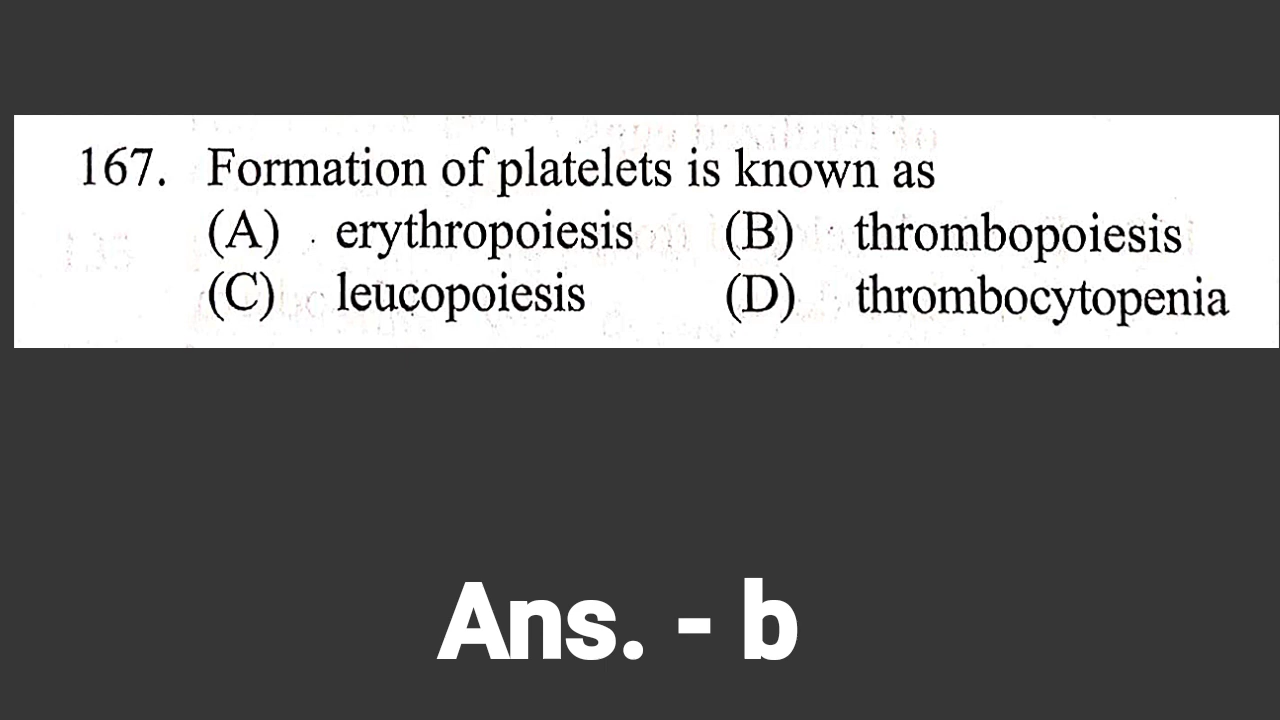 167. Formation of platelets is known as
(A) erythropoiesis (B) thrombopoiesis
(C) leucopoiesis (D) thrombocytopenia
Ans. - b